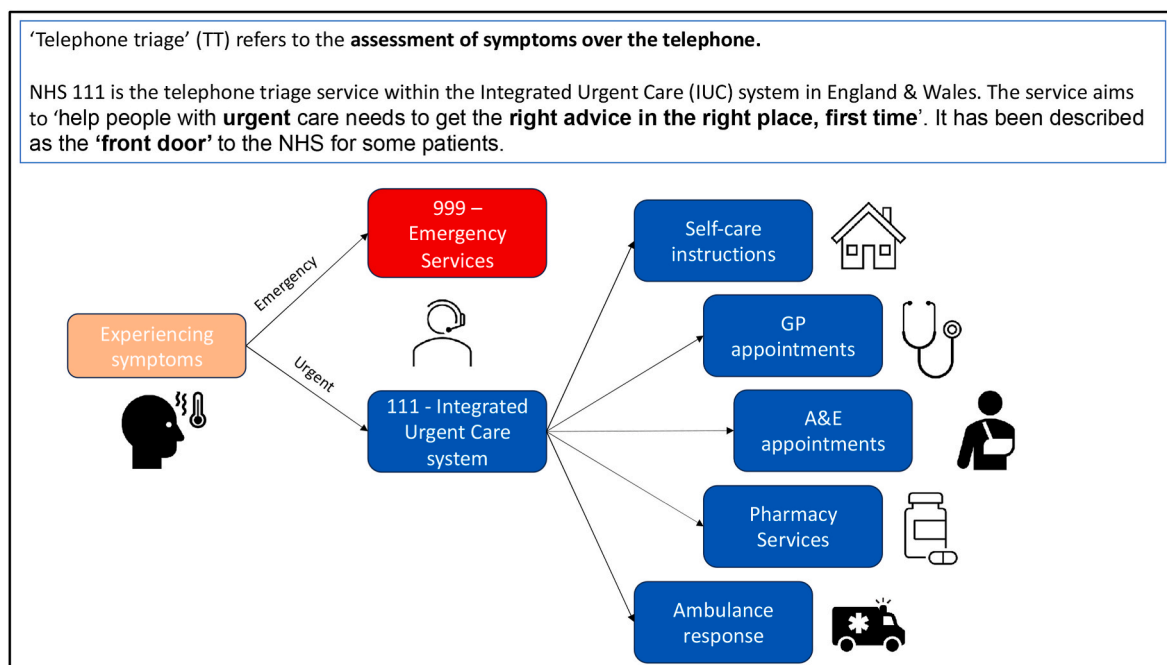 ‘Telephone triage’ (TT) refers to the assessment of symptoms over the telephone.
NHS 111 is the telephone triage service within the Integrated Urgent Care (IUC) system in England & Wales. The service aims
to ‘help people with urgent care needs to get the right advice in the right place, first time’. It has been described
as the ‘front door’ to the NHS for some patients.
999 –
Emergency
Services
Emergency
Experiencing
symptoms
Urgent
111 - Integrated
Urgent Care
system
Self-care
instructions
GP
appointments
A&E
appointments
Pharmacy
Services
Ambulance
response